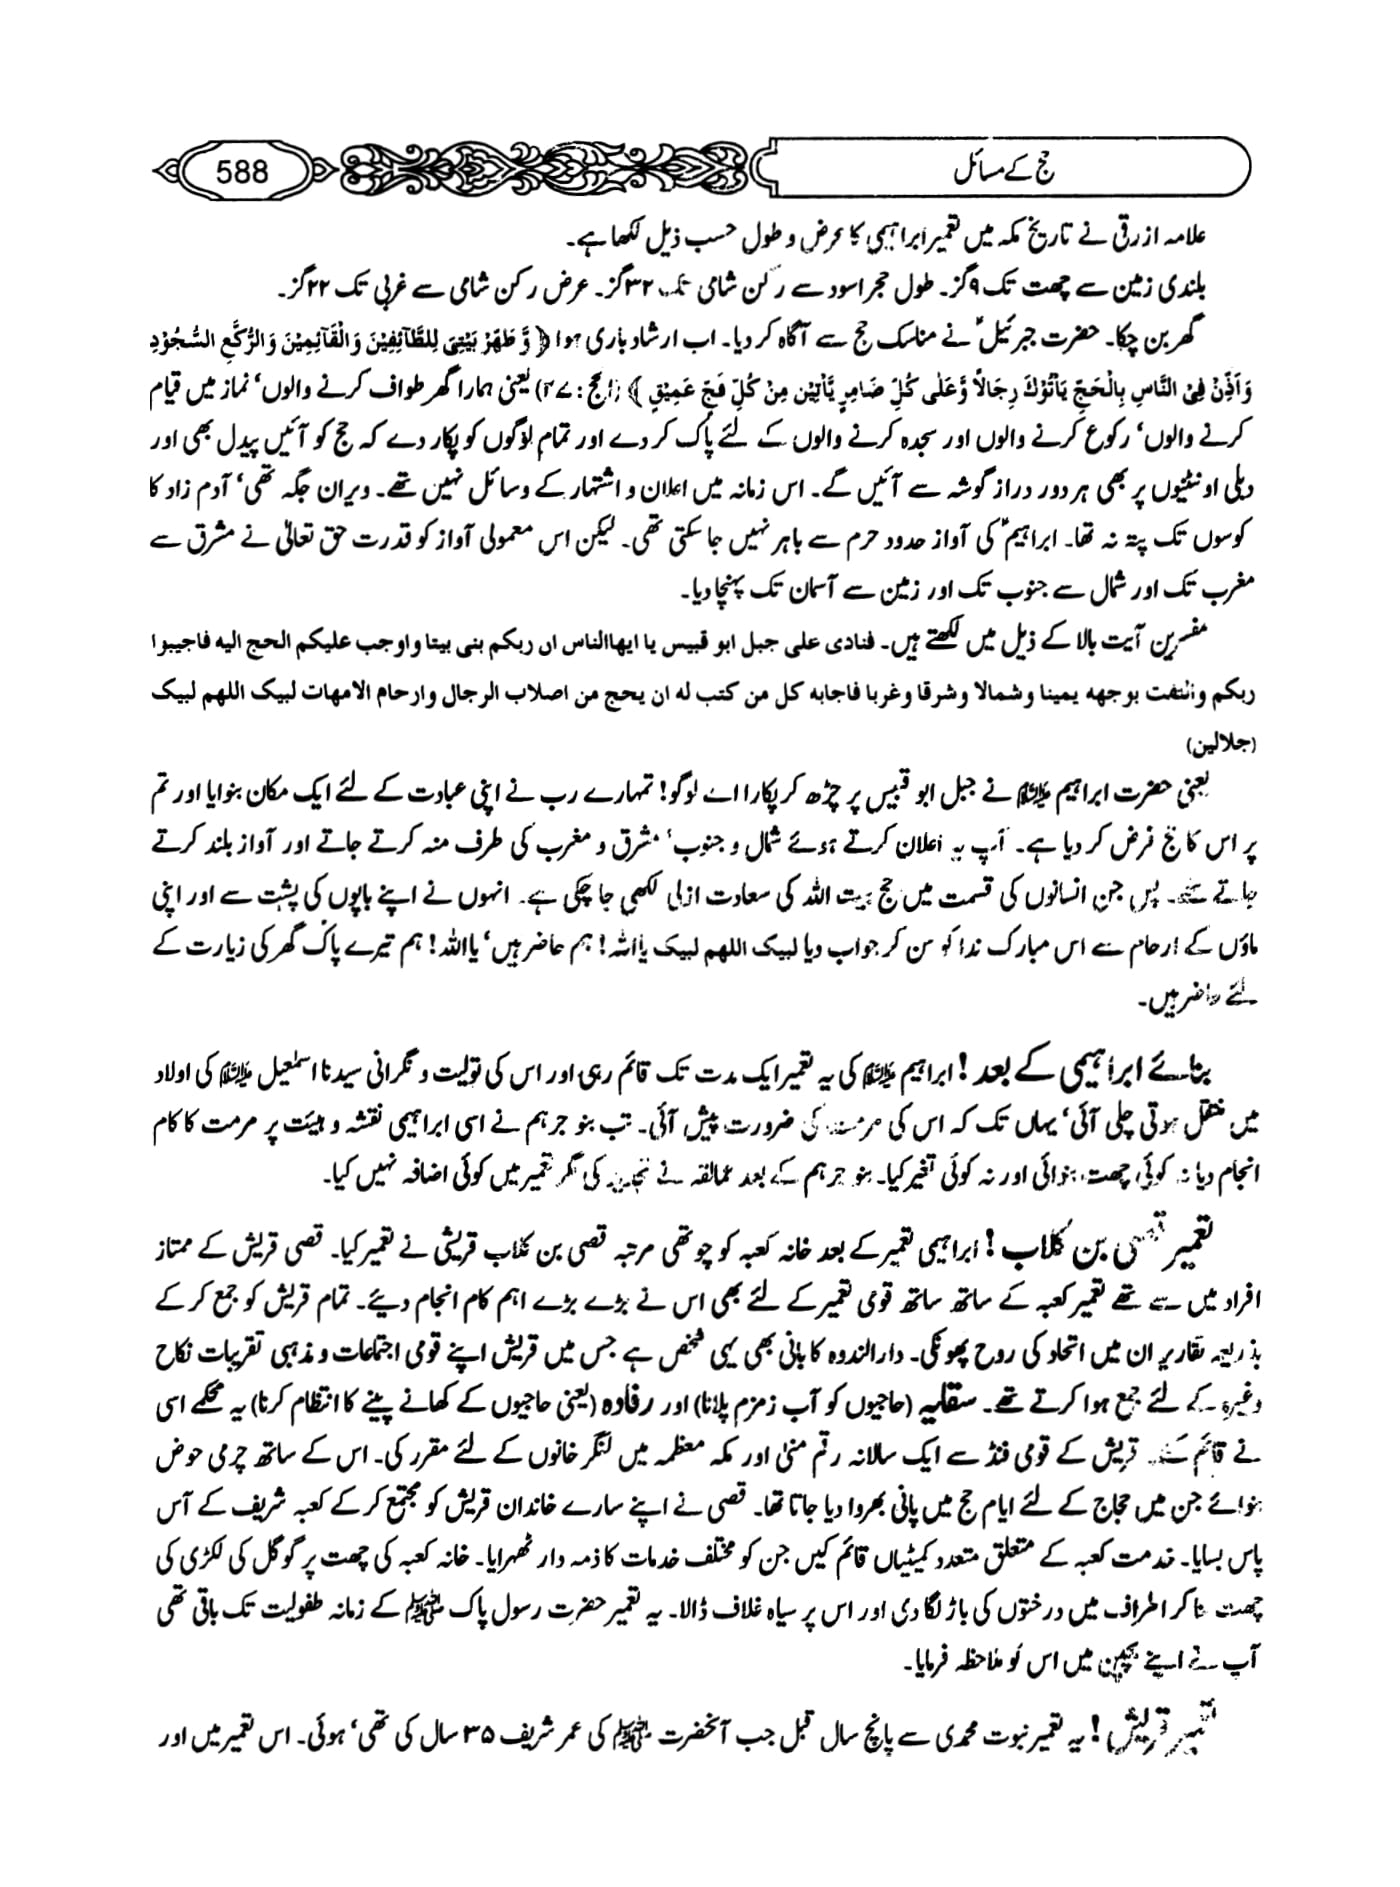 حج کے مسائل
588
علامہ ازرقی نے تاریخ مکہ میں تعمیر ابراہیمی کا عرض و طول حسب ذیل لکھا ہے۔
بلندی زمین سے چھت تک ۹ گز۔ طول حجر اسود سے رکن شامی تک ۳۲ گز۔ عرض رکن شامی سے غربی تک ۲۲ گز۔
گھر بن چکا۔ حضرت جبرئیلؑ نے مناسک حج سے آگاہ کر دیا۔ اب ارشاد باری ہوا ﴿ وَّ طَهِّرْ بَيْتِيَ لِلطَّآئِفِيْنَ وَالْقَآئِمِيْنَ وَالرُّكَّعِ السُّجُوْدِ
وَاَذِّنْ فِى النَّاسِ بِالْحَجِّ يَاْتُوْكَ رِجَالاً وَّعَلٰى كُلِّ ضَامِرٍ يَّاْتِيْنَ مِنْ كُلِّ فَجٍّ عَمِيْقٍ ﴾ (الحج : ۲۷) یعنی ہمارا گھر طواف کرنے والوں‘ نماز میں قیام
کرنے والوں‘ رکوع کرنے والوں اور سجدہ کرنے والوں کے لئے پاک کر دے اور تمام لوگوں کو پکار دے کہ حج کو آئیں پیدل بھی اور
دبلی اونٹنیوں پر بھی ہر دور دراز گوشہ سے آئیں گے۔ اس زمانہ میں اعلان و اشتہار کے وسائل نہیں تھے۔ ویران جگہ تھی‘ آدم زاد کا
کوسوں تک پتہ نہ تھا۔ ابراہیمؑ کی آواز حدود حرم سے باہر نہیں جا سکتی تھی۔ لیکن اس معمولی آواز کو قدرت حق تعالیٰ نے مشرق سے
مغرب تک اور شمال سے جنوب تک اور زمین سے آسمان تک پہنچا دیا۔
مفسرین آیت بالا کے ذیل میں لکھتے ہیں۔ فنادی علی جبل ابو قبیس یا ایھاالناس ان ربکم بنی بیتا و اوجب علیکم الحج الیه فاجیبوا
ربکم والتفت بوجهه یمینا وشمالا وشرقا وغربا فاجابه کل من کتب له ان یحج من اصلاب الرجال وارحام الامھات لبیک اللھم لبیک
(جلالین)
یعنی حضرت ابراہیم علیہ السلام نے جبل ابو قبیس پر چڑھ کر پکارا اے لوگو! تمہارے رب نے اپنی عبادت کے لئے ایک مکان بنوایا اور تم
پر اس کا حج فرض کر دیا ہے۔ آپ یہ اعلان کرتے ہوئے شمال و جنوب‘ مشرق و مغرب کی طرف منہ کرتے جاتے اور آواز بلند کرتے
جاتے تھے۔ پس جن انسانوں کی قسمت میں حج بیت اللہ کی سعادت ازلی لکھی جا چکی ہے۔ انہوں نے اپنے باپوں کی پشت سے اور اپنی
ماؤں کے ارحام سے اس مبارک ندا کو سن کر جواب دیا لبیک اللھم لبیک یا اللہ! ہم حاضر ہیں‘ یا اللہ! ہم تیرے پاک گھر کی زیارت کے
لئے حاضر ہیں۔
بنائے ابراہیمی کے بعد! ابراہیم علیہ السلام کی یہ تعمیر ایک مدت تک قائم رہی اور اس کی تولیت و نگرانی سیدنا اسمٰعیل علیہ السلام کی اولاد
میں منتقل ہوتی چلی آئی‘ یہاں تک کہ اس کی مرمت کی ضرورت پیش آئی۔ تب بنو جرہم نے اسی ابراہیمی نقشہ و ہیئت پر مرمت کا کام
انجام دیا نہ کوئی چھت بنوائی اور نہ کوئی تغیر کیا۔ بنو جرہم کے بعد عمالقہ نے تجدید کی مگر تعمیر میں کوئی اضافہ نہیں کیا۔
تعمیر قصی بن کلاب! ابراہیمی تعمیر کے بعد خانہ کعبہ کو چوتھی مرتبہ قصی بن کلاب قریشی نے تعمیر کیا۔ قصی قریش کے ممتاز
افراد میں سے تھے تعمیر کعبہ کے ساتھ ساتھ قومی تعمیر کے لئے بھی اس نے بڑے بڑے اہم کام انجام دیئے۔ تمام قریش کو جمع کر کے
بذریعہ تقاریر ان میں اتحاد کی روح پھونکی۔ دارالندوہ کا بانی بھی یہی شخص ہے جس میں قریش اپنے قومی اجتماعات و مذہبی تقریبات نکاح
وغیرہ کے لئے جمع ہوا کرتے تھے۔ سقایہ (حاجیوں کو آب زمزم پلانا) اور رفادہ (یعنی حاجیوں کے کھانے پینے کا انتظام کرنا) یہ محکمے اسی
نے قائم کئے۔ قریش کے قومی فنڈ سے ایک سالانہ رقم منیٰ اور مکہ معظمہ میں لنگر خانوں کے لئے مقرر کی۔ اس کے ساتھ چرمی حوض
بنوائے جن میں حجاج کے لئے ایام حج میں پانی بھروا دیا جاتا تھا۔ قصی نے اپنے سارے خاندان قریش کو مجتمع کر کے کعبہ شریف کے آس
پاس بسایا۔ خدمت کعبہ کے متعلق متعدد کمیٹیاں قائم کیں جن کو مختلف خدمات کا ذمہ دار ٹھہرایا۔ خانہ کعبہ کی چھت پر گوگل کی لکڑی کی
چھت بنا کر اطراف میں درختوں کی باڑ لگا دی اور اس پر سیاہ غلاف ڈالا۔ یہ تعمیر حضرت رسول پاک ﷺ کے زمانہ طفولیت تک باقی تھی
آپ نے اپنے بچپن میں اس کو ملاحظہ فرمایا۔
تعمیر قریش! یہ تعمیر نبوت محمدی سے پانچ سال قبل جب آنحضرت ﷺ کی عمر شریف ۳۵ سال کی تھی‘ ہوئی۔ اس تعمیر میں اور